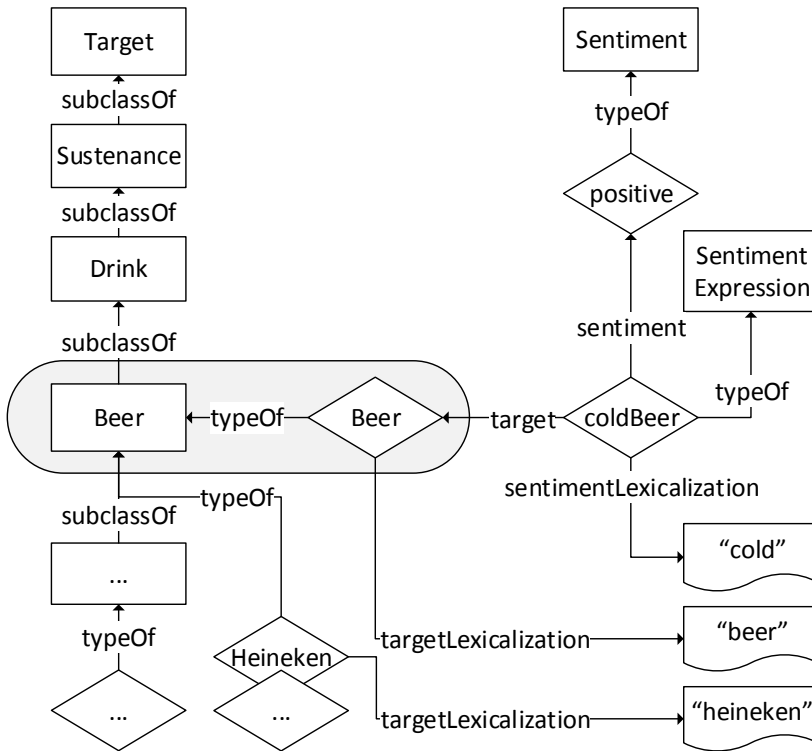 Target
Sentiment
subclassOf
typeOf
Sustenance
positive
subclassOf
Drink
Sentiment
Expression
sentiment
subclassOf
typeOf
Beer
typeOf
Beer
target
coldBeer
typeOf
sentimentLexicalization
subclassOf
...
“cold”
typeOf
“beer”
targetLexicalization
Heineken
...
...
targetLexicalization
“heineken”